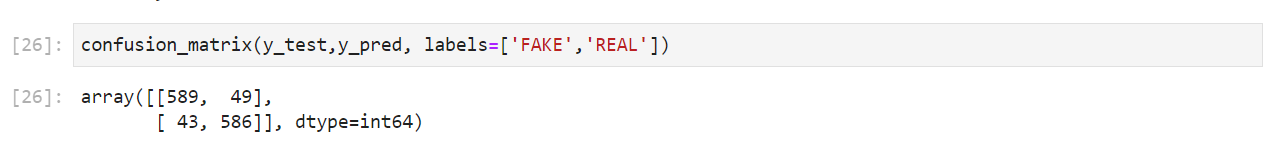 [26]: confusion_matrix(y_test,y_pred, labels=['FAKE','REAL'])
[26]: array([[589,  49],
       [ 43, 586]], dtype=int64)